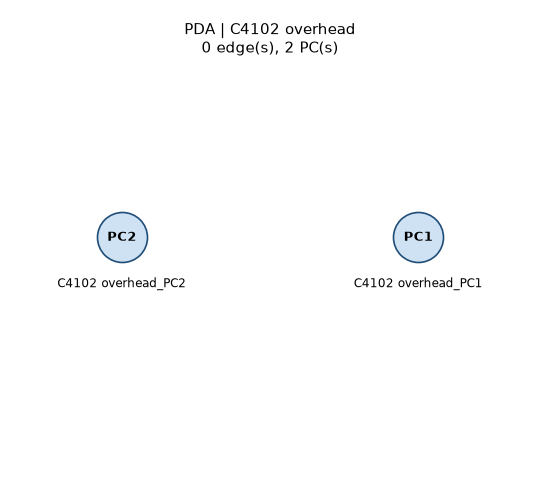 PDA | C4102 overhead
0 edge(s), 2 PC(s)
PC2
PC1
C4102 overhead_PC2
C4102 overhead_PC1